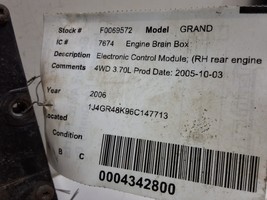 Stock # F0069572 Model GRAND
IC # 7674 Engine Brain Box
Description Electronic Control Module; (RH rear engine
Comments 4WD 3.70L Prod Date: 2005-10-03
Year 2006
Located 1J4GR48K96C147713
Condition
B C
0004342800